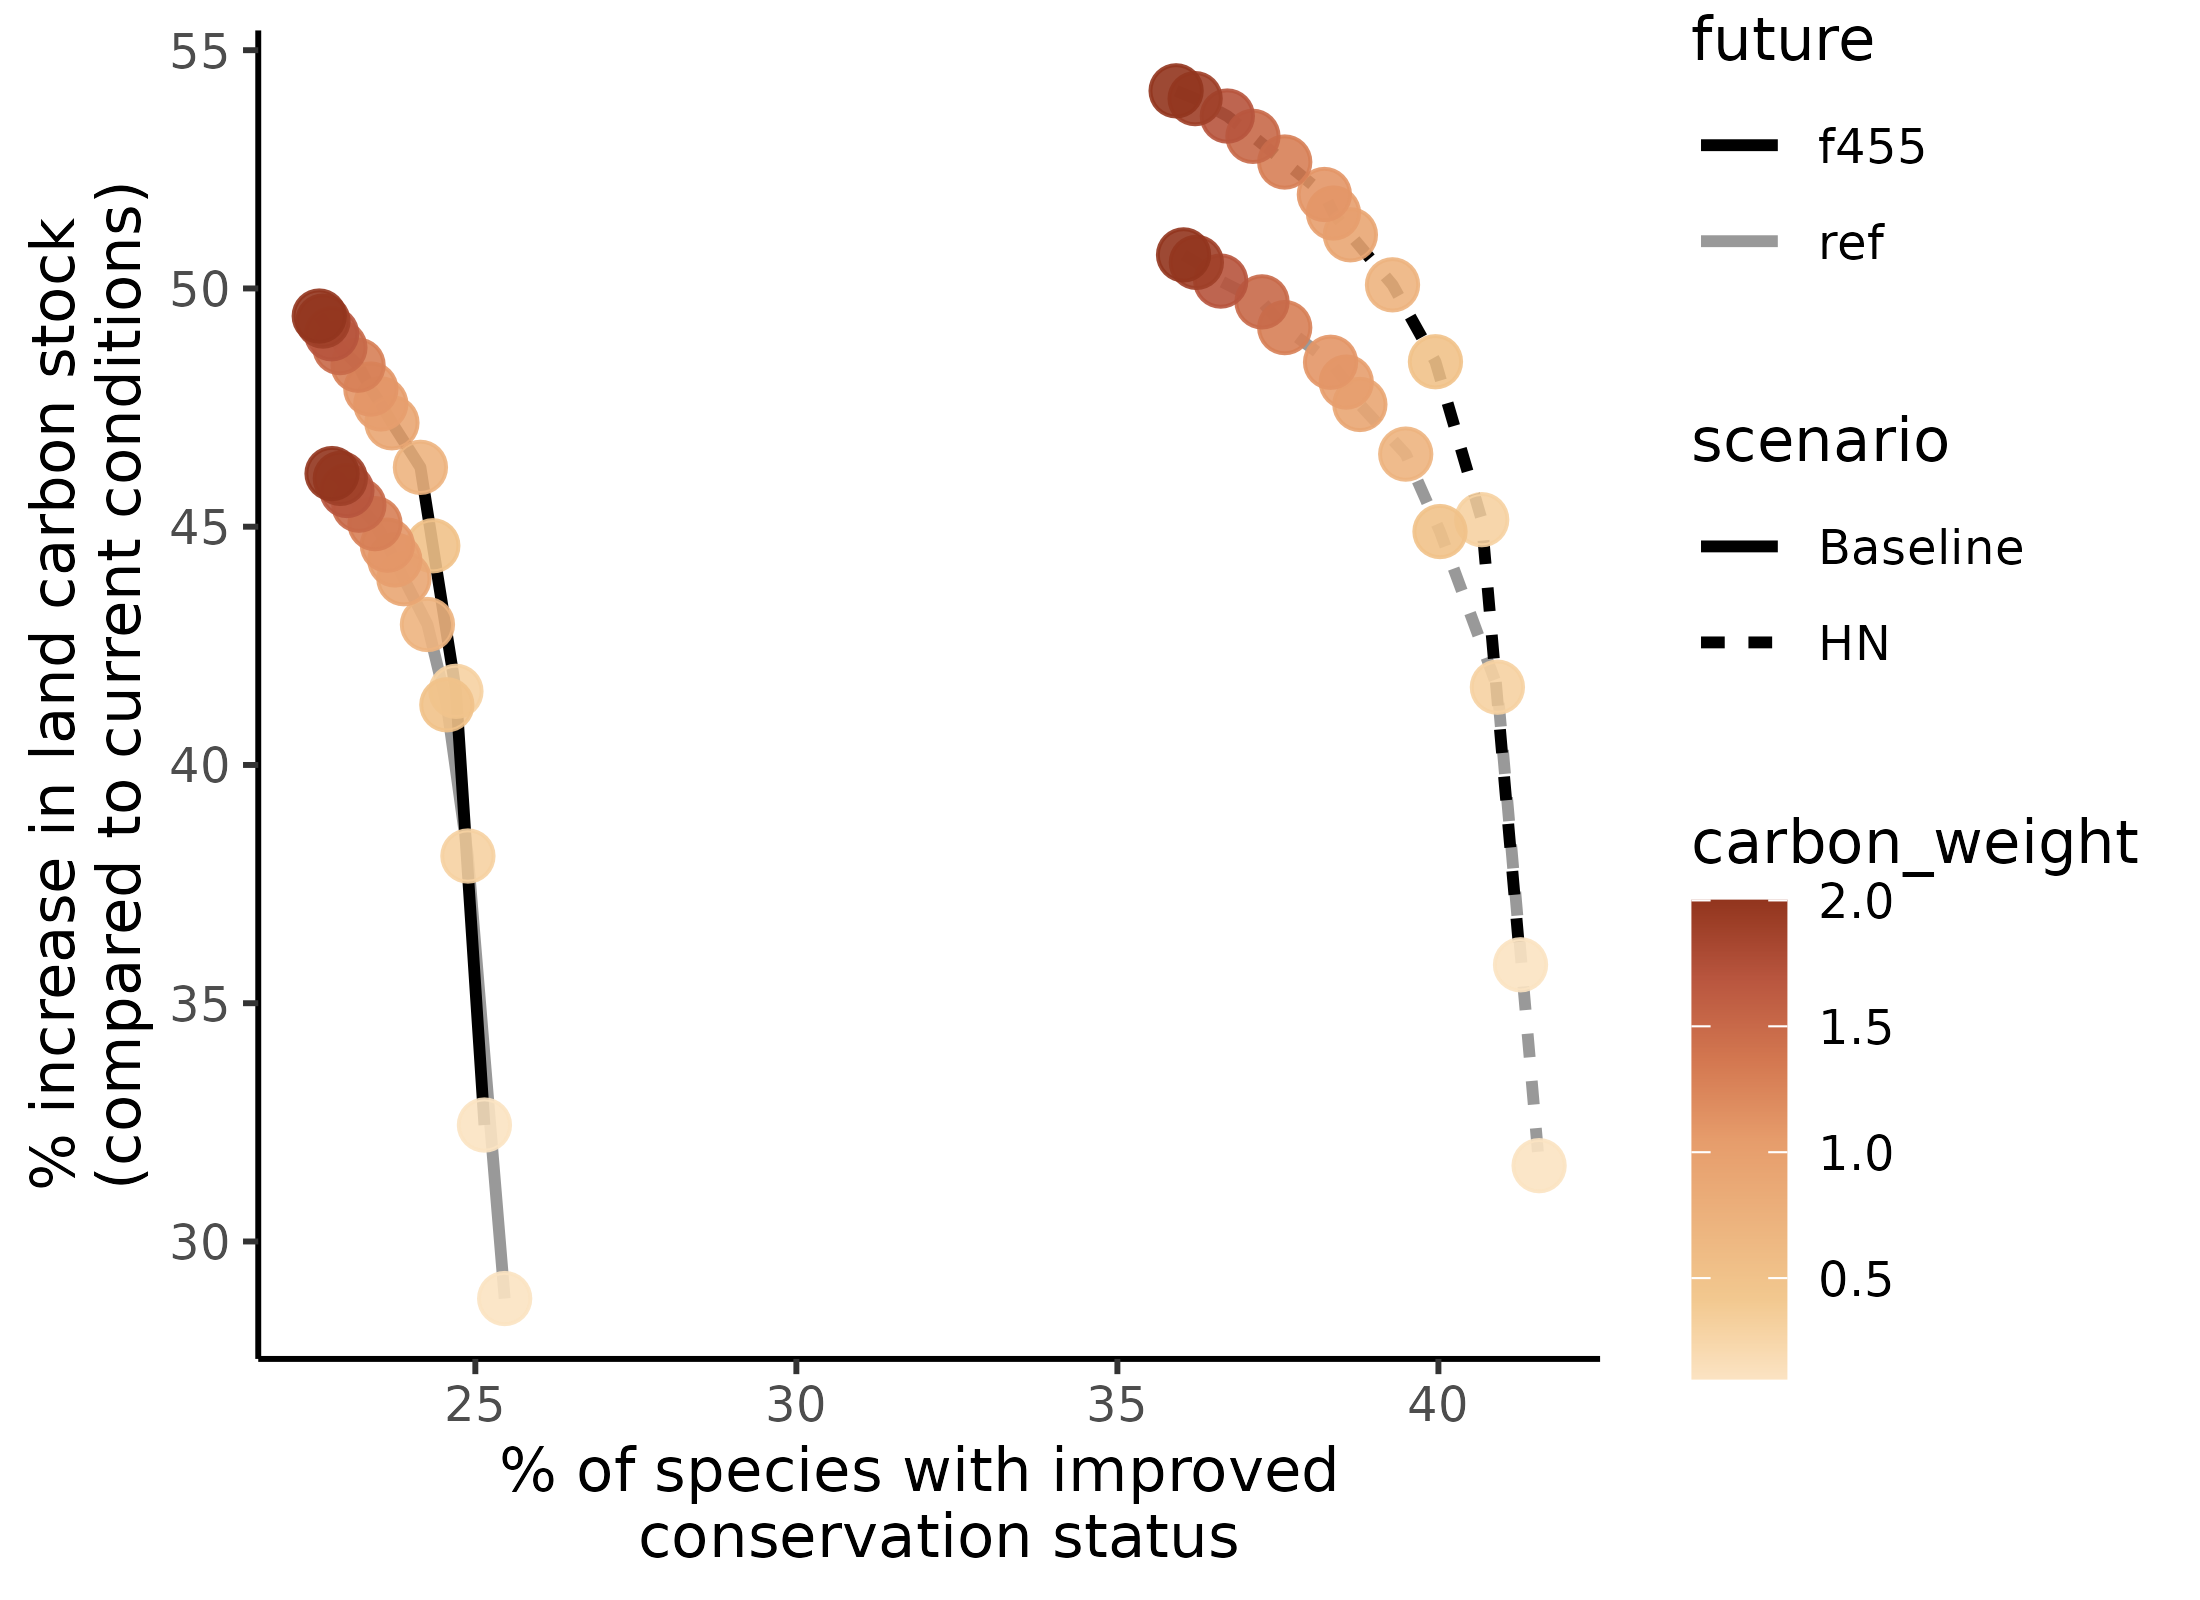 % increase in land carbon stock
(compared to current conditions)
55
50
45
40
35
30
25
30
35
40
% of species with improved
conservation status
future
f455
ref
scenario
Baseline
HN
carbon_weight
2.0
1.5
1.0
0.5